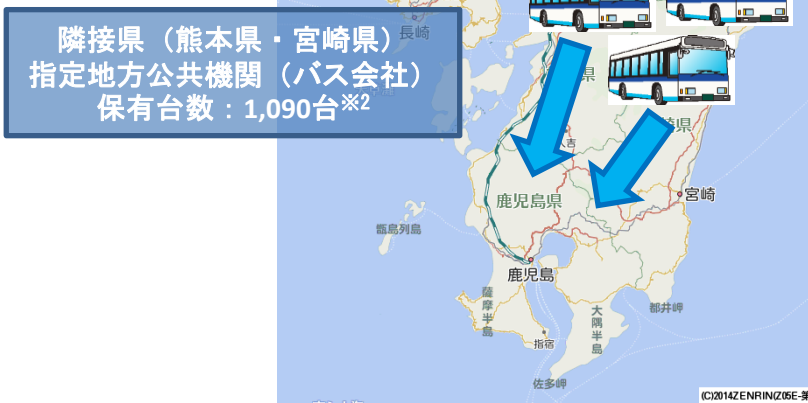 隣接県（熊本県・宮崎県）
指定地方公共機関（バス会社）
保有台数：1,090台※2
長崎
県
人吉
県
宮崎
鹿児島県
甑島列島
鹿児島
薩摩半島
大隅半島
都井岬
指宿
佐多岬
(C)2014ZENRIN(Z05E-第